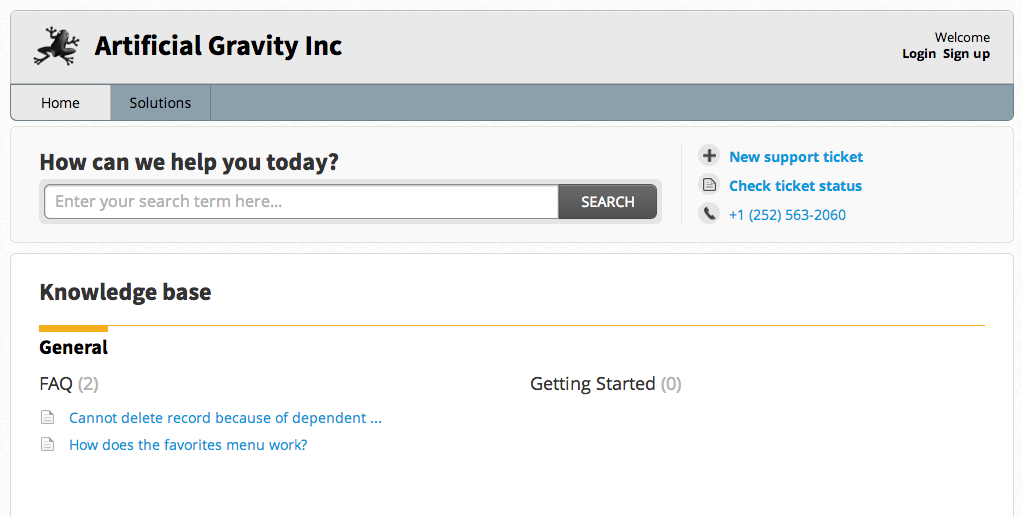 Artificial Gravity Inc
Welcome
Login Sign up
Home Solutions
How can we help you today?
Enter your search term here... SEARCH
New support ticket
Check ticket status
+1 (252) 563-2060
Knowledge base
General
FAQ (2)
Cannot delete record because of dependent ...
How does the favorites menu work?
Getting Started (0)